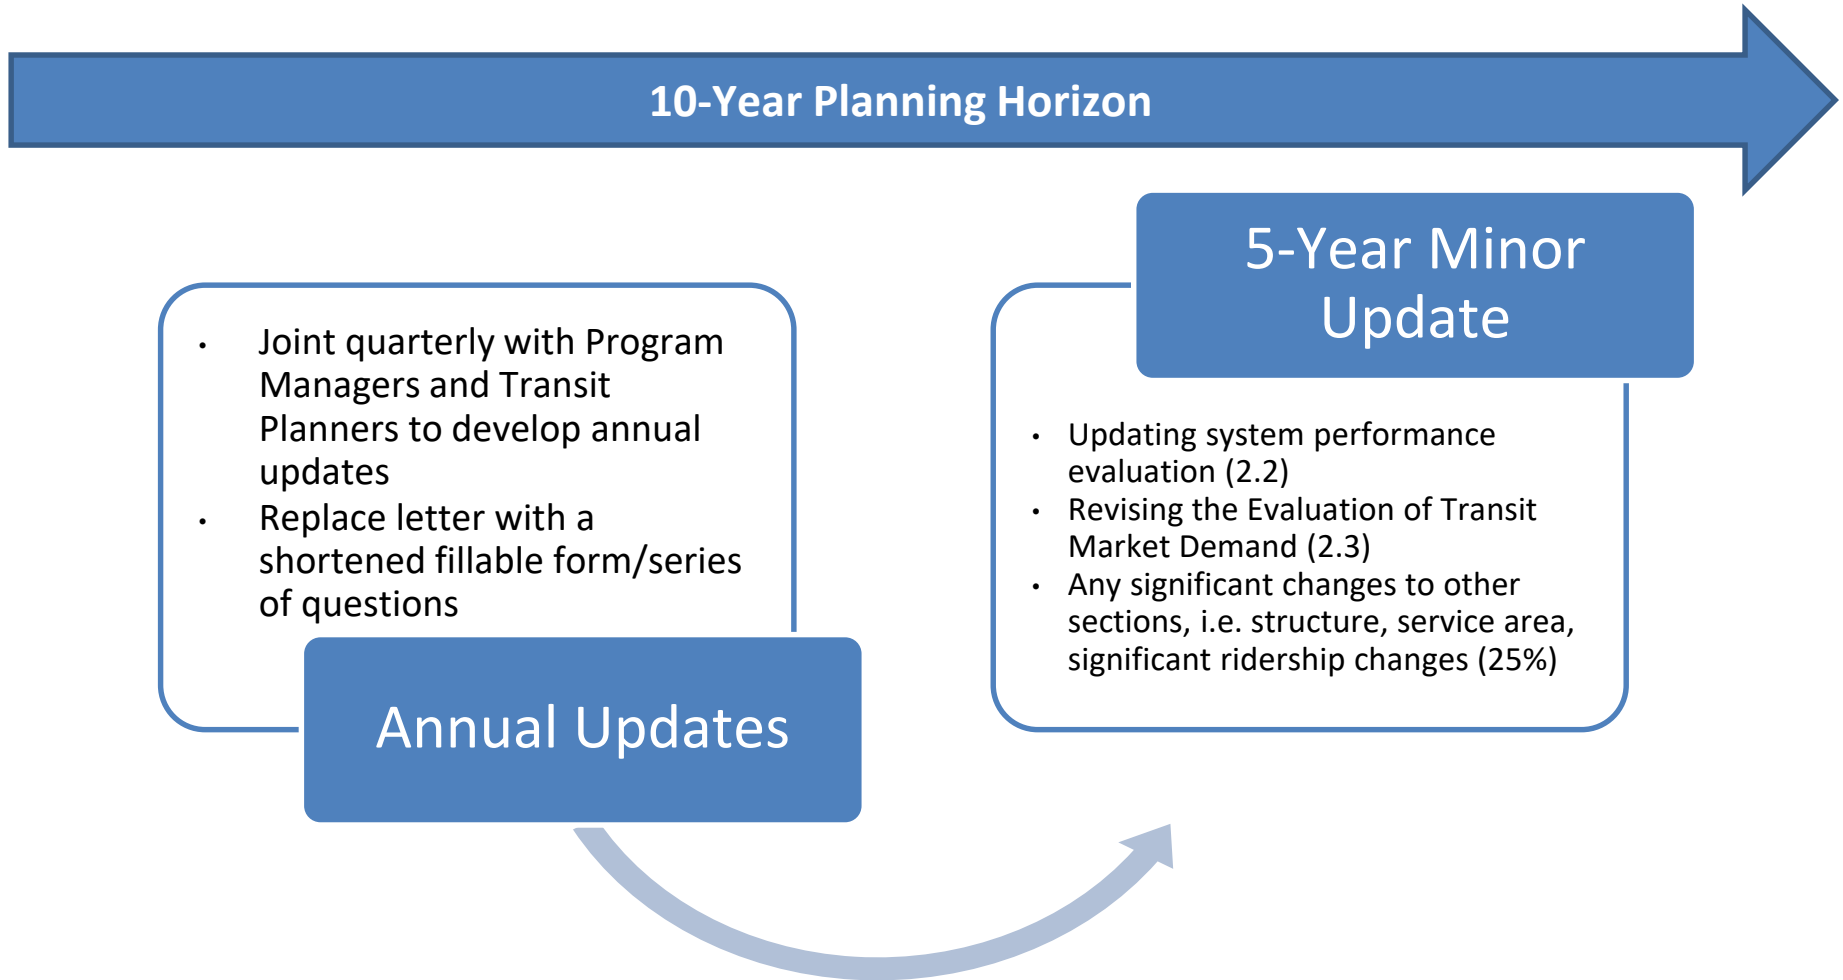 10-Year Planning Horizon
• Joint quarterly with Program
Managers and Transit
Planners to develop annual
updates
• Replace letter with a
shortened fillable form/series
of questions
Annual Updates
5-Year Minor
Update
• Updating system performance
evaluation (2.2)
• Revising the Evaluation of Transit
Market Demand (2.3)
• Any significant changes to other
sections, i.e. structure, service area,
significant ridership changes (25%)